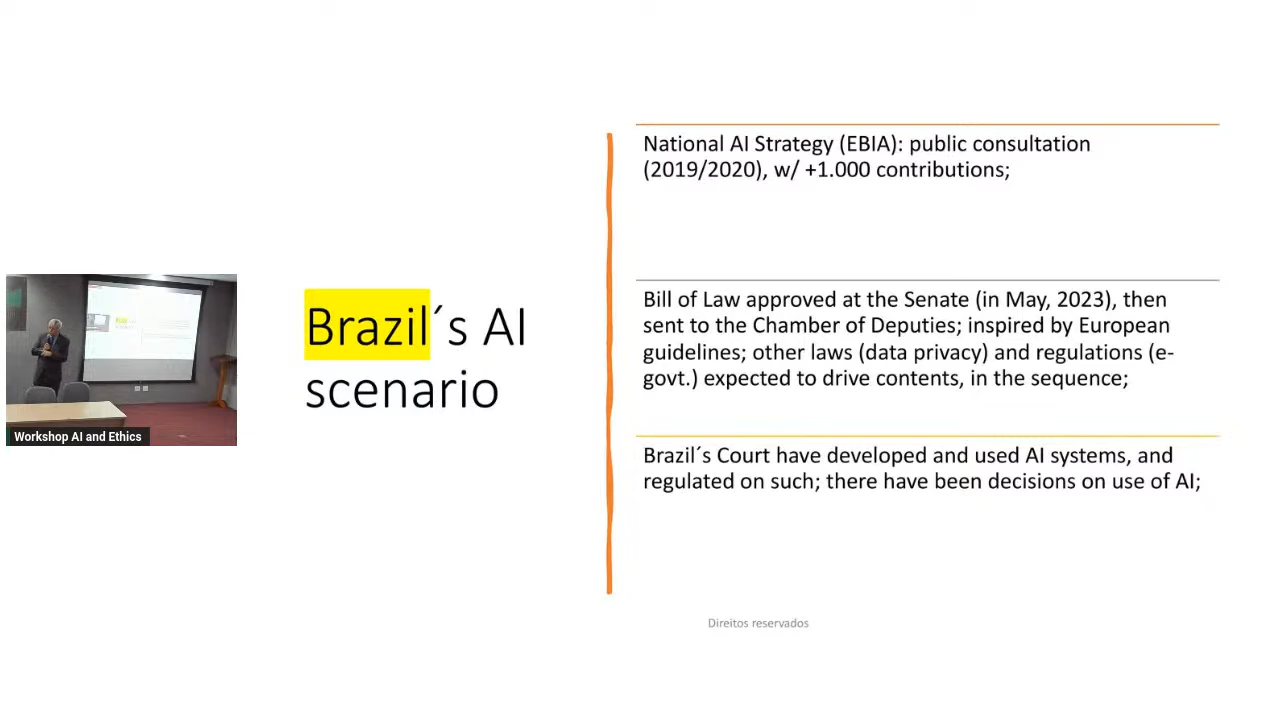 Brazil´s AI
scenario
National AI Strategy (EBIA): public consultation
(2019/2020), w/ +1.000 contributions;
Bill of Law approved at the Senate (in May, 2023), then
sent to the Chamber of Deputies; inspired by European
guidelines; other laws (data privacy) and regulations (e-
govt.) expected to drive contents, in the sequence;
Brazil´s Court have developed and used AI systems, and
regulated on such; there have been decisions on use of AI;
Direitos reservados
Workshop AI and Ethics